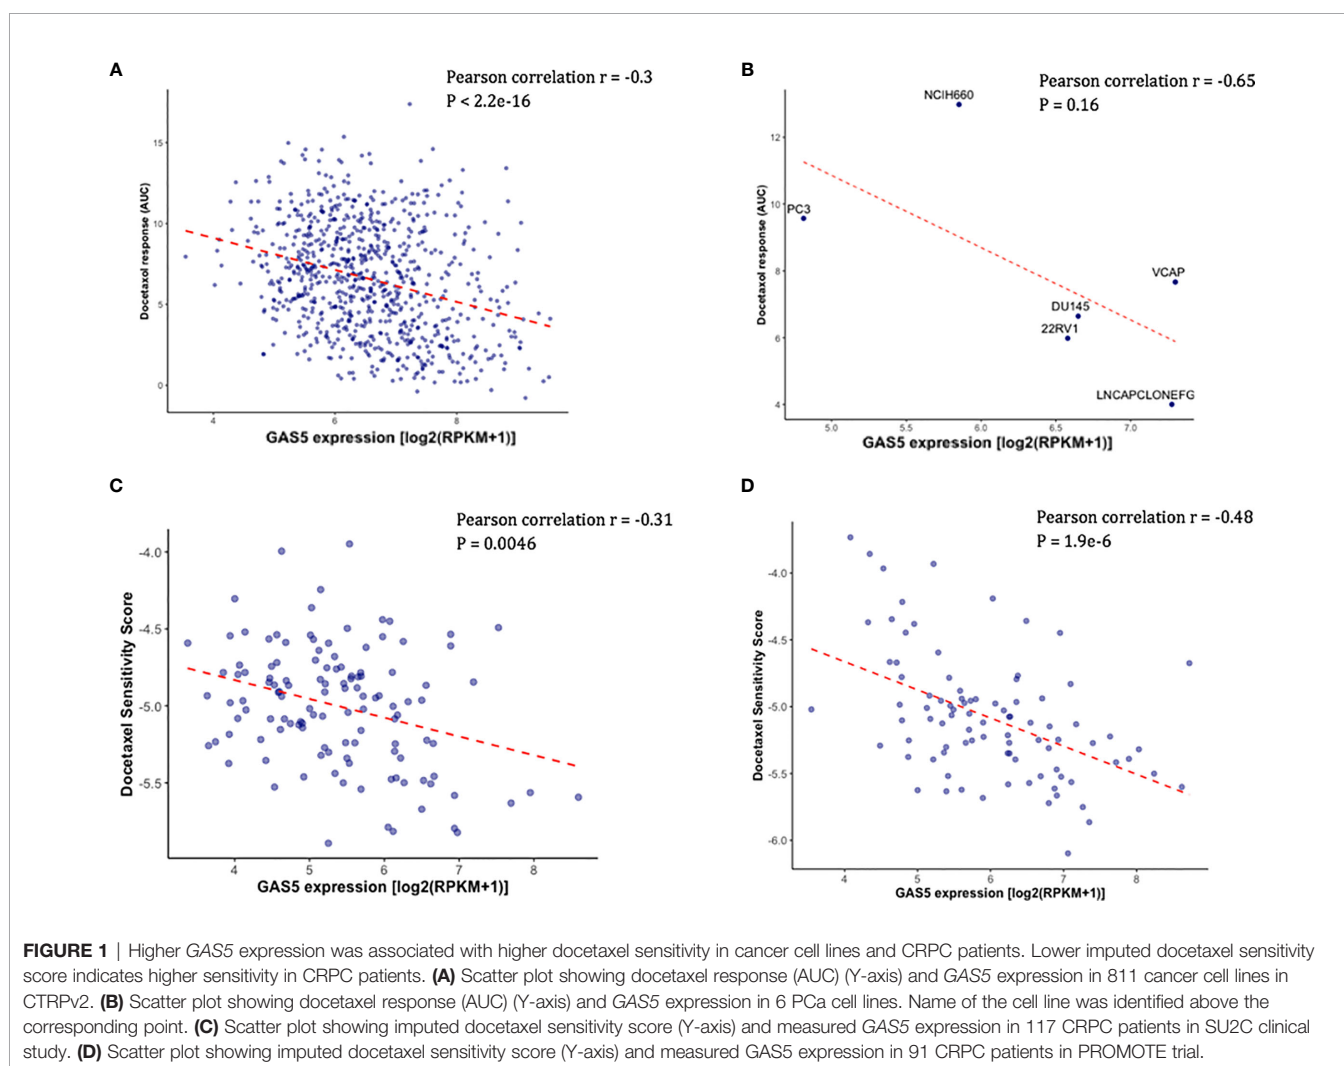 A
Pearson correlation r = -0.3
P < 2.2e-16
Docetaxol response (AUC)
15
10
5
0
4
6
8
GAS5 expression [log2(RPKM+1)]
B
Pearson correlation r = -0.65
P = 0.16
NCIH660
PC3
VCAP
DU145
22RV1
LNCAPCLONEFG
Docetaxol response (AUC)
12
10
8
6
4
5.0
5.5
6.0
6.5
7.0
GAS5 expression [log2(RPKM+1)]
C
Pearson correlation r = -0.31
P = 0.0046
Docetaxel Sensitivity Score
-4.0
-4.5
-5.0
-5.5
4
5
6
7
8
GAS5 expression [log2(RPKM+1)]
D
Pearson correlation r = -0.48
P = 1.9e-6
Docetaxel Sensitivity Score
-4.0
-4.5
-5.0
-5.5
-6.0
4
5
6
7
8
GAS5 expression [log2(RPKM+1)]
FIGURE 1 | Higher GAS5 expression was associated with higher docetaxel sensitivity in cancer cell lines and CRPC patients. Lower imputed docetaxel sensitivity
score indicates higher sensitivity in CRPC patients. (A) Scatter plot showing docetaxel response (AUC) (Y-axis) and GAS5 expression in 811 cancer cell lines in
CTRPv2. (B) Scatter plot showing docetaxel response (AUC) (Y-axis) and GAS5 expression in 6 PCa cell lines. Name of the cell line was identified above the
corresponding point. (C) Scatter plot showing imputed docetaxel sensitivity score (Y-axis) and measured GAS5 expression in 117 CRPC patients in SU2C clinical
study. (D) Scatter plot showing imputed docetaxel sensitivity score (Y-axis) and measured GAS5 expression in 91 CRPC patients in PROMOTE trial.